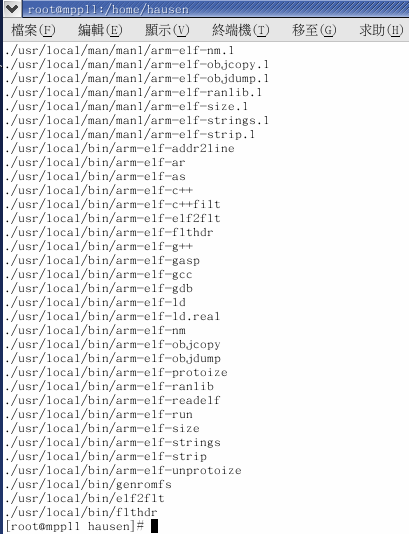 root@mppll:/home/hausen
檔案(F) 編輯(E) 顯示(V) 終端機(T) 移至(G) 求助(H)
./usr/local/man/man1/arm-elf-nm.1
./usr/local/man/man1/arm-elf-objcopy.1
./usr/local/man/man1/arm-elf-objdump.1
./usr/local/man/man1/arm-elf-ranlib.1
./usr/local/man/man1/arm-elf-size.1
./usr/local/man/man1/arm-elf-strings.1
./usr/local/man/man1/arm-elf-strip.1
./usr/local/bin/arm-elf-addr2line
./usr/local/bin/arm-elf-ar
./usr/local/bin/arm-elf-as
./usr/local/bin/arm-elf-c++
./usr/local/bin/arm-elf-c++filt
./usr/local/bin/arm-elf-elf2flt
./usr/local/bin/arm-elf-flthdr
./usr/local/bin/arm-elf-g++
./usr/local/bin/arm-elf-gasp
./usr/local/bin/arm-elf-gcc
./usr/local/bin/arm-elf-gdb
./usr/local/bin/arm-elf-ld
./usr/local/bin/arm-elf-ld.real
./usr/local/bin/arm-elf-nm
./usr/local/bin/arm-elf-objcopy
./usr/local/bin/arm-elf-objdump
./usr/local/bin/arm-elf-protoize
./usr/local/bin/arm-elf-ranlib
./usr/local/bin/arm-elf-readelf
./usr/local/bin/arm-elf-run
./usr/local/bin/arm-elf-size
./usr/local/bin/arm-elf-strings
./usr/local/bin/arm-elf-strip
./usr/local/bin/arm-elf-unprotoize
./usr/local/bin/genromfs
./usr/local/bin/elf2flt
./usr/local/bin/flthdr
[root@mppll hausen]#